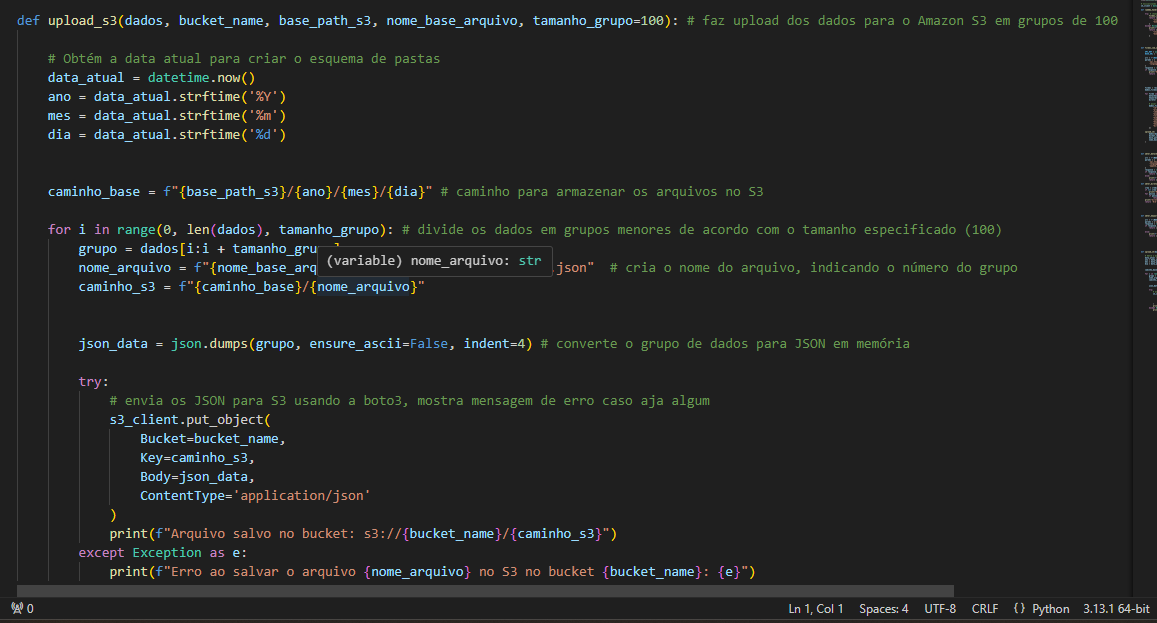 def upload_s3(dados, bucket_name, base_path_s3, nome_base_arquivo, tamanho_grupo=100): # faz upload dos dados para o Amazon S3 em grupos de 100
# Obtém a data atual para criar o esquema de pastas
data_atual = datetime.now()
ano = data_atual.strftime('%Y')
mes = data_atual.strftime('%m')
dia = data_atual.strftime('%d')
caminho_base = f"{base_path_s3}/{ano}/{mes}/{dia}" # caminho para armazenar os arquivos no S3
for i in range(0, len(dados), tamanho_grupo): # divide os dados em grupos menores de acordo com o tamanho especificado (100)
grupo = dados[i:i + tamanho_gru
(variable) nome_arquivo: str
nome_arquivo = f"{nome_base_arq json" # cria o nome do arquivo, indicando o número do grupo
caminho_s3 = f"{caminho_base}/{nome_arquivo}"
json_data = json.dumps(grupo, ensure_ascii=False, indent=4) # converte o grupo de dados para JSON em memória
try:
# envia os JSON para S3 usando a boto3, mostra mensagem de erro caso aja algum
s3_client.put_object(
Bucket=bucket_name,
Key=caminho_s3,
Body=json_data,
ContentType='application/json'
)
print(f"Arquivo salvo no bucket: s3://{bucket_name}/{caminho_s3}")
except Exception as e:
print(f"Erro ao salvar o arquivo {nome_arquivo} no S3 no bucket {bucket_name}: {e}")
0 Ln 1, Col 1 Spaces: 4 UTF-8 CRLF {} Python 3.13.1 64-bit